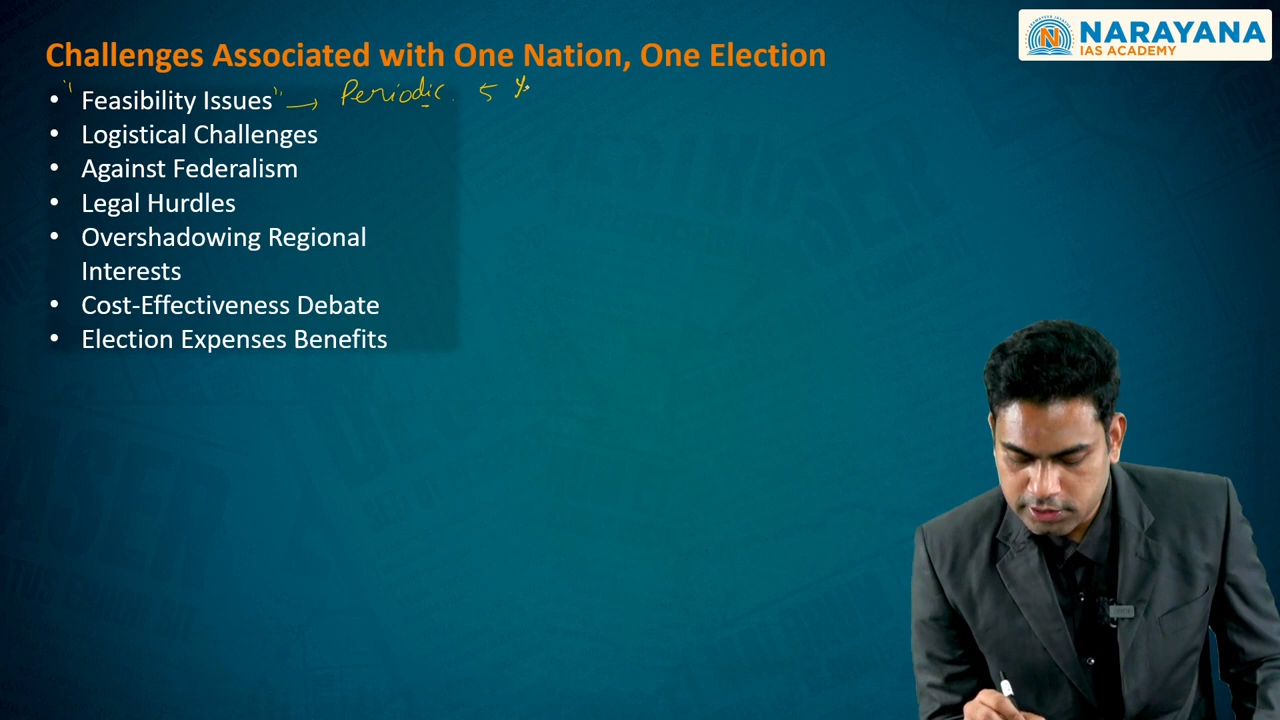 NARAYANA
IAS ACADEMY
Challenges Associated with One Nation, One Election
• "Feasibility Issues" → Periodic. 5 y
• Logistical Challenges
• Against Federalism
• Legal Hurdles
• Overshadowing Regional
Interests
• Cost-Effectiveness Debate
• Election Expenses Benefits